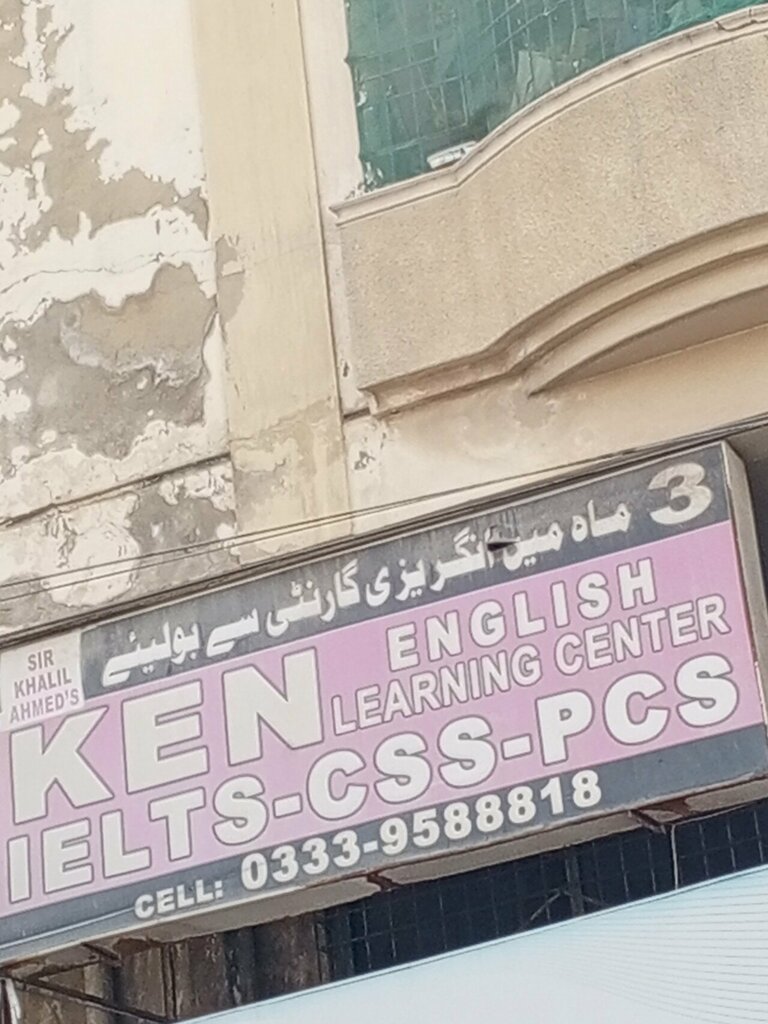 3 ماہ میں انگریزی گارنٹی سے بولیئے
SIR
KHALIL
AHMED'S
KEN ENGLISH
LEARNING CENTER
IELTS-CSS-PCS
CELL: 0333-9588818